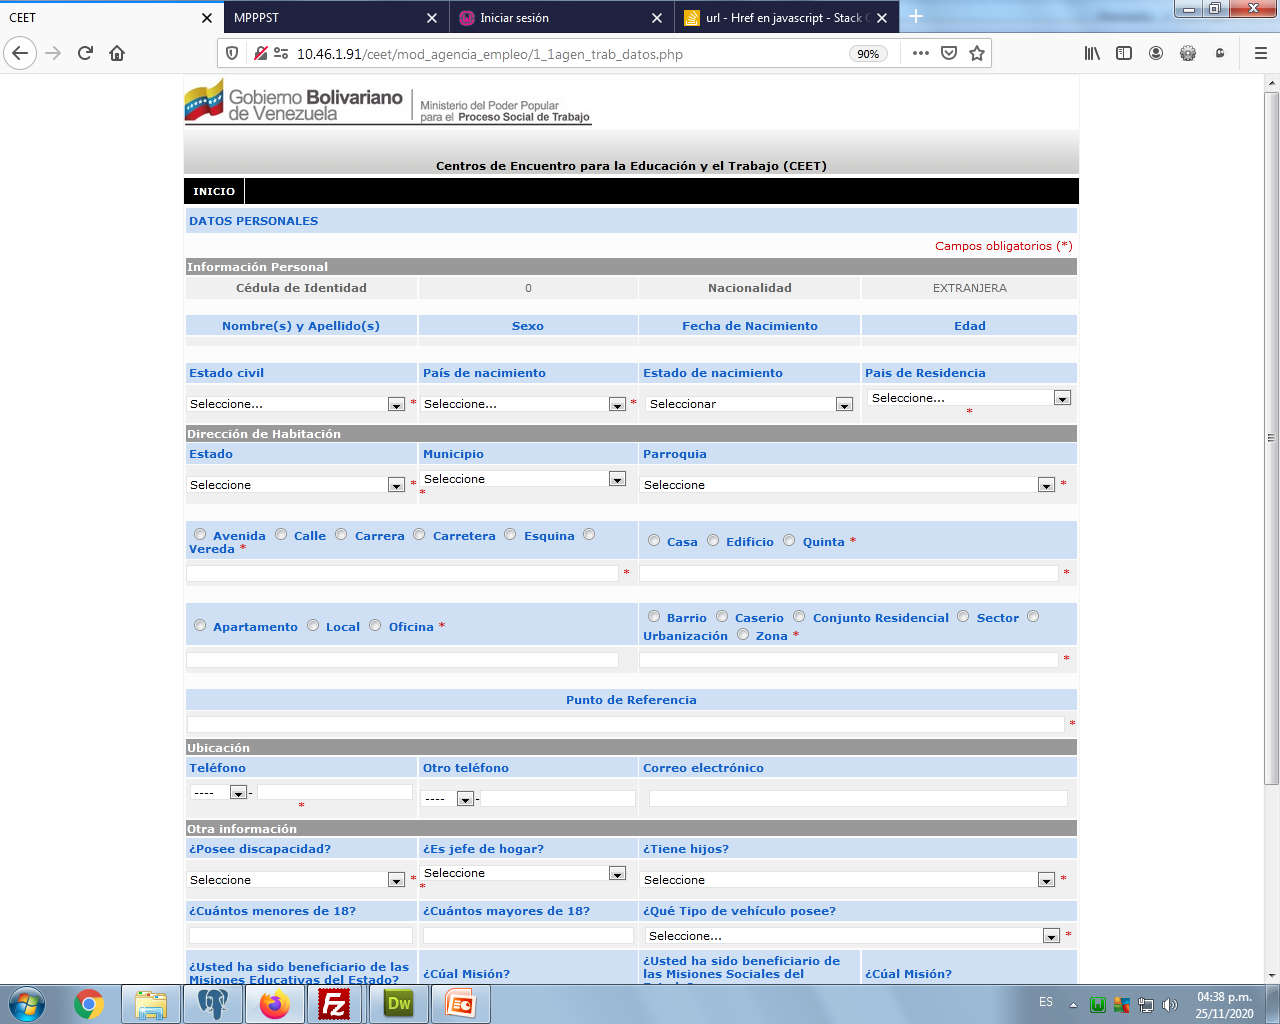 CEET
MPPPST
Iniciar sesión
url - Href en javascript - Stack
10.46.1.91/ceet/mod_agencia_empleo/1_1agen_trab_datos.php
90%
Gobierno Bolivariano
de Venezuela
Ministerio del Poder Popular
para el Proceso Social de Trabajo
Centros de Encuentro para la Educación y el Trabajo (CEET)
INICIO
DATOS PERSONALES
Campos obligatorios (*)
Información Personal
Cédula de Identidad 0 Nacionalidad EXTRANJERA
Nombre(s) y Apellido(s) Sexo Fecha de Nacimiento Edad
Estado civil País de nacimiento Estado de nacimiento Pais de Residencia
Seleccione... * Seleccione... * Seleccionar Seleccione...
*
Dirección de Habitación
Estado Municipio Parroquia
Seleccione * Seleccione Seleccione *
*
Avenida Calle Carrera Carretera Esquina
Vereda *
Casa Edificio Quinta *
* *
Apartamento Local Oficina *
Barrio Caserio Conjunto Residencial Sector
Urbanización Zona *
*
Punto de Referencia
*
Ubicación
Teléfono Otro teléfono Correo electrónico
---- - ---- -
*
Otra información
¿Posee discapacidad? ¿Es jefe de hogar? ¿Tiene hijos?
Seleccione * Seleccione Seleccione *
*
¿Cuántos menores de 18? ¿Cuántos mayores de 18? ¿Qué Tipo de vehículo posee?
Seleccione... *
¿Usted ha sido beneficiario de las
Misiones Educativas del Estado?
¿Cúal Misión?
¿Usted ha sido beneficiario de
las Misiones Sociales del
¿Cúal Misión?
Fz
Dw
ES
04:38 p.m.
25/11/2020